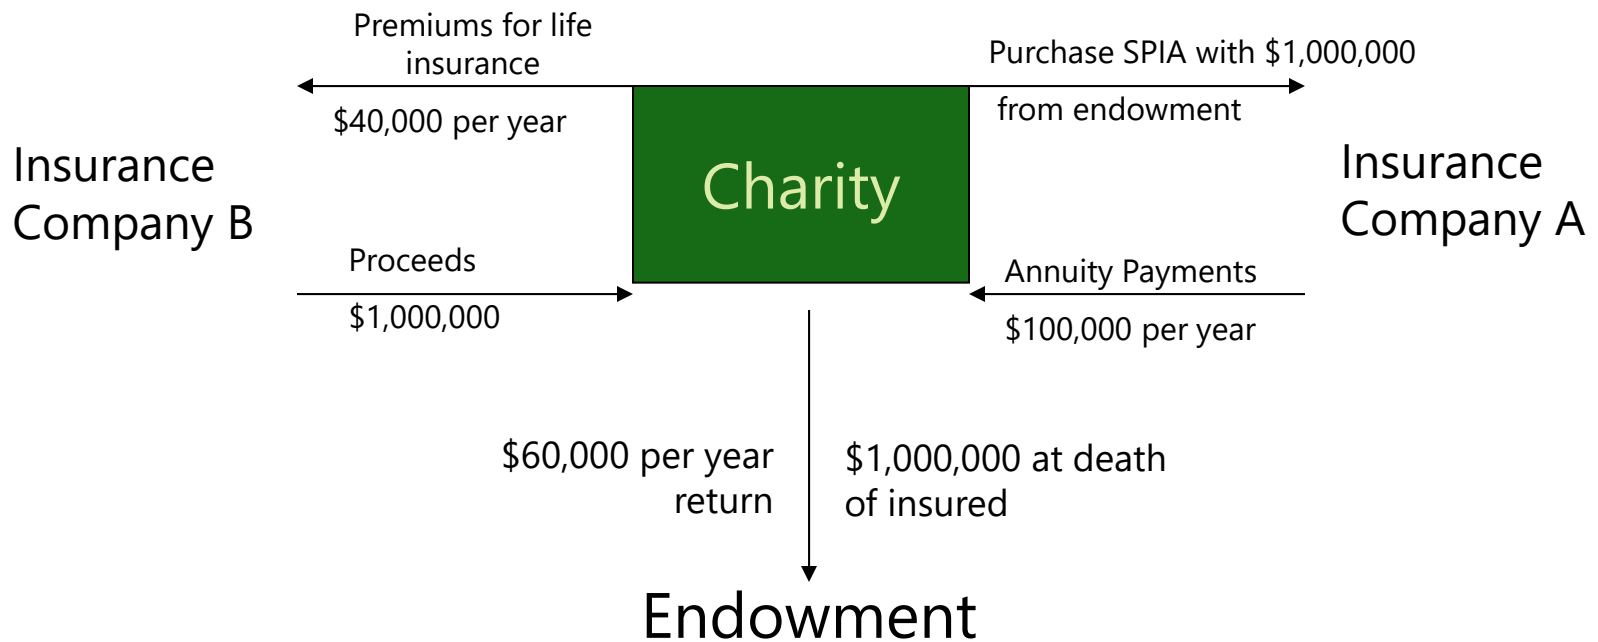 Premiums for life
insurance
$40,000 per year
Purchase SPIA with $1,000,000
from endowment
Insurance
Company B
Charity
Insurance
Company A
Proceeds
$1,000,000
Annuity Payments
$100,000 per year
$60,000 per year
return
$1,000,000 at death
of insured
Endowment